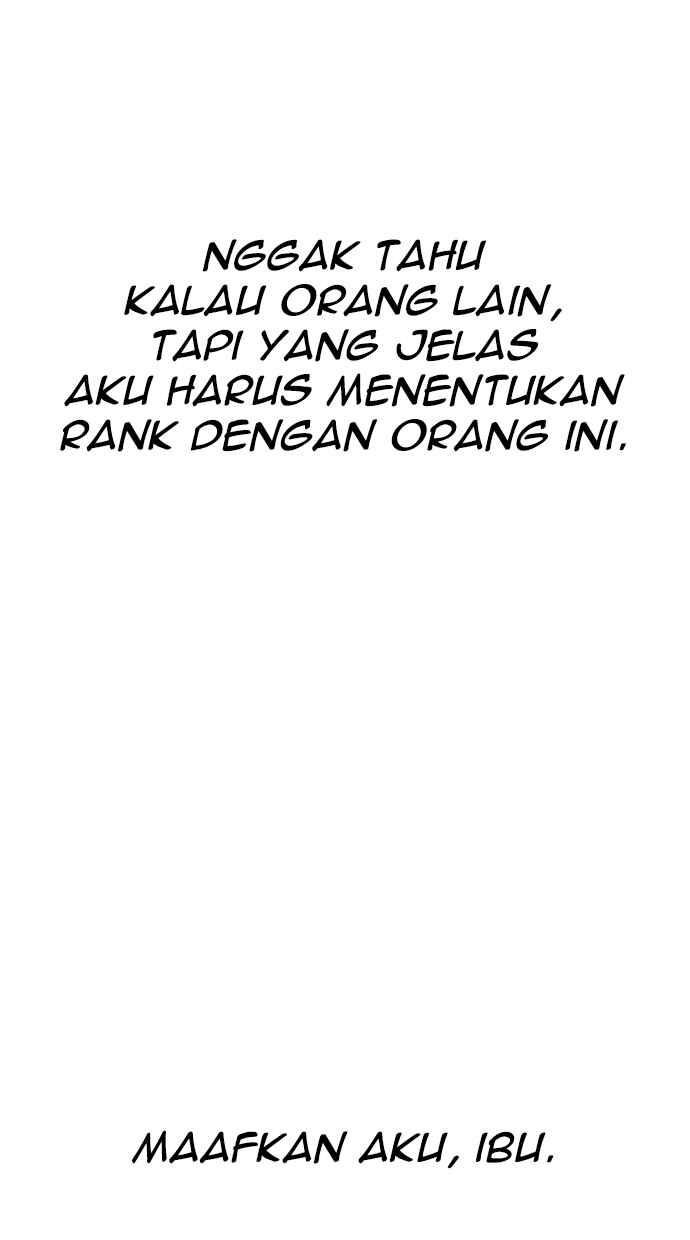 NGGAK TAHU
KALAU ORANG LAIN,
TAPI YANG JELAS
AKU HARUS MENENTUKAN
RANK DENGAN ORANG INI.
MAAFKAN AKU, IBU.